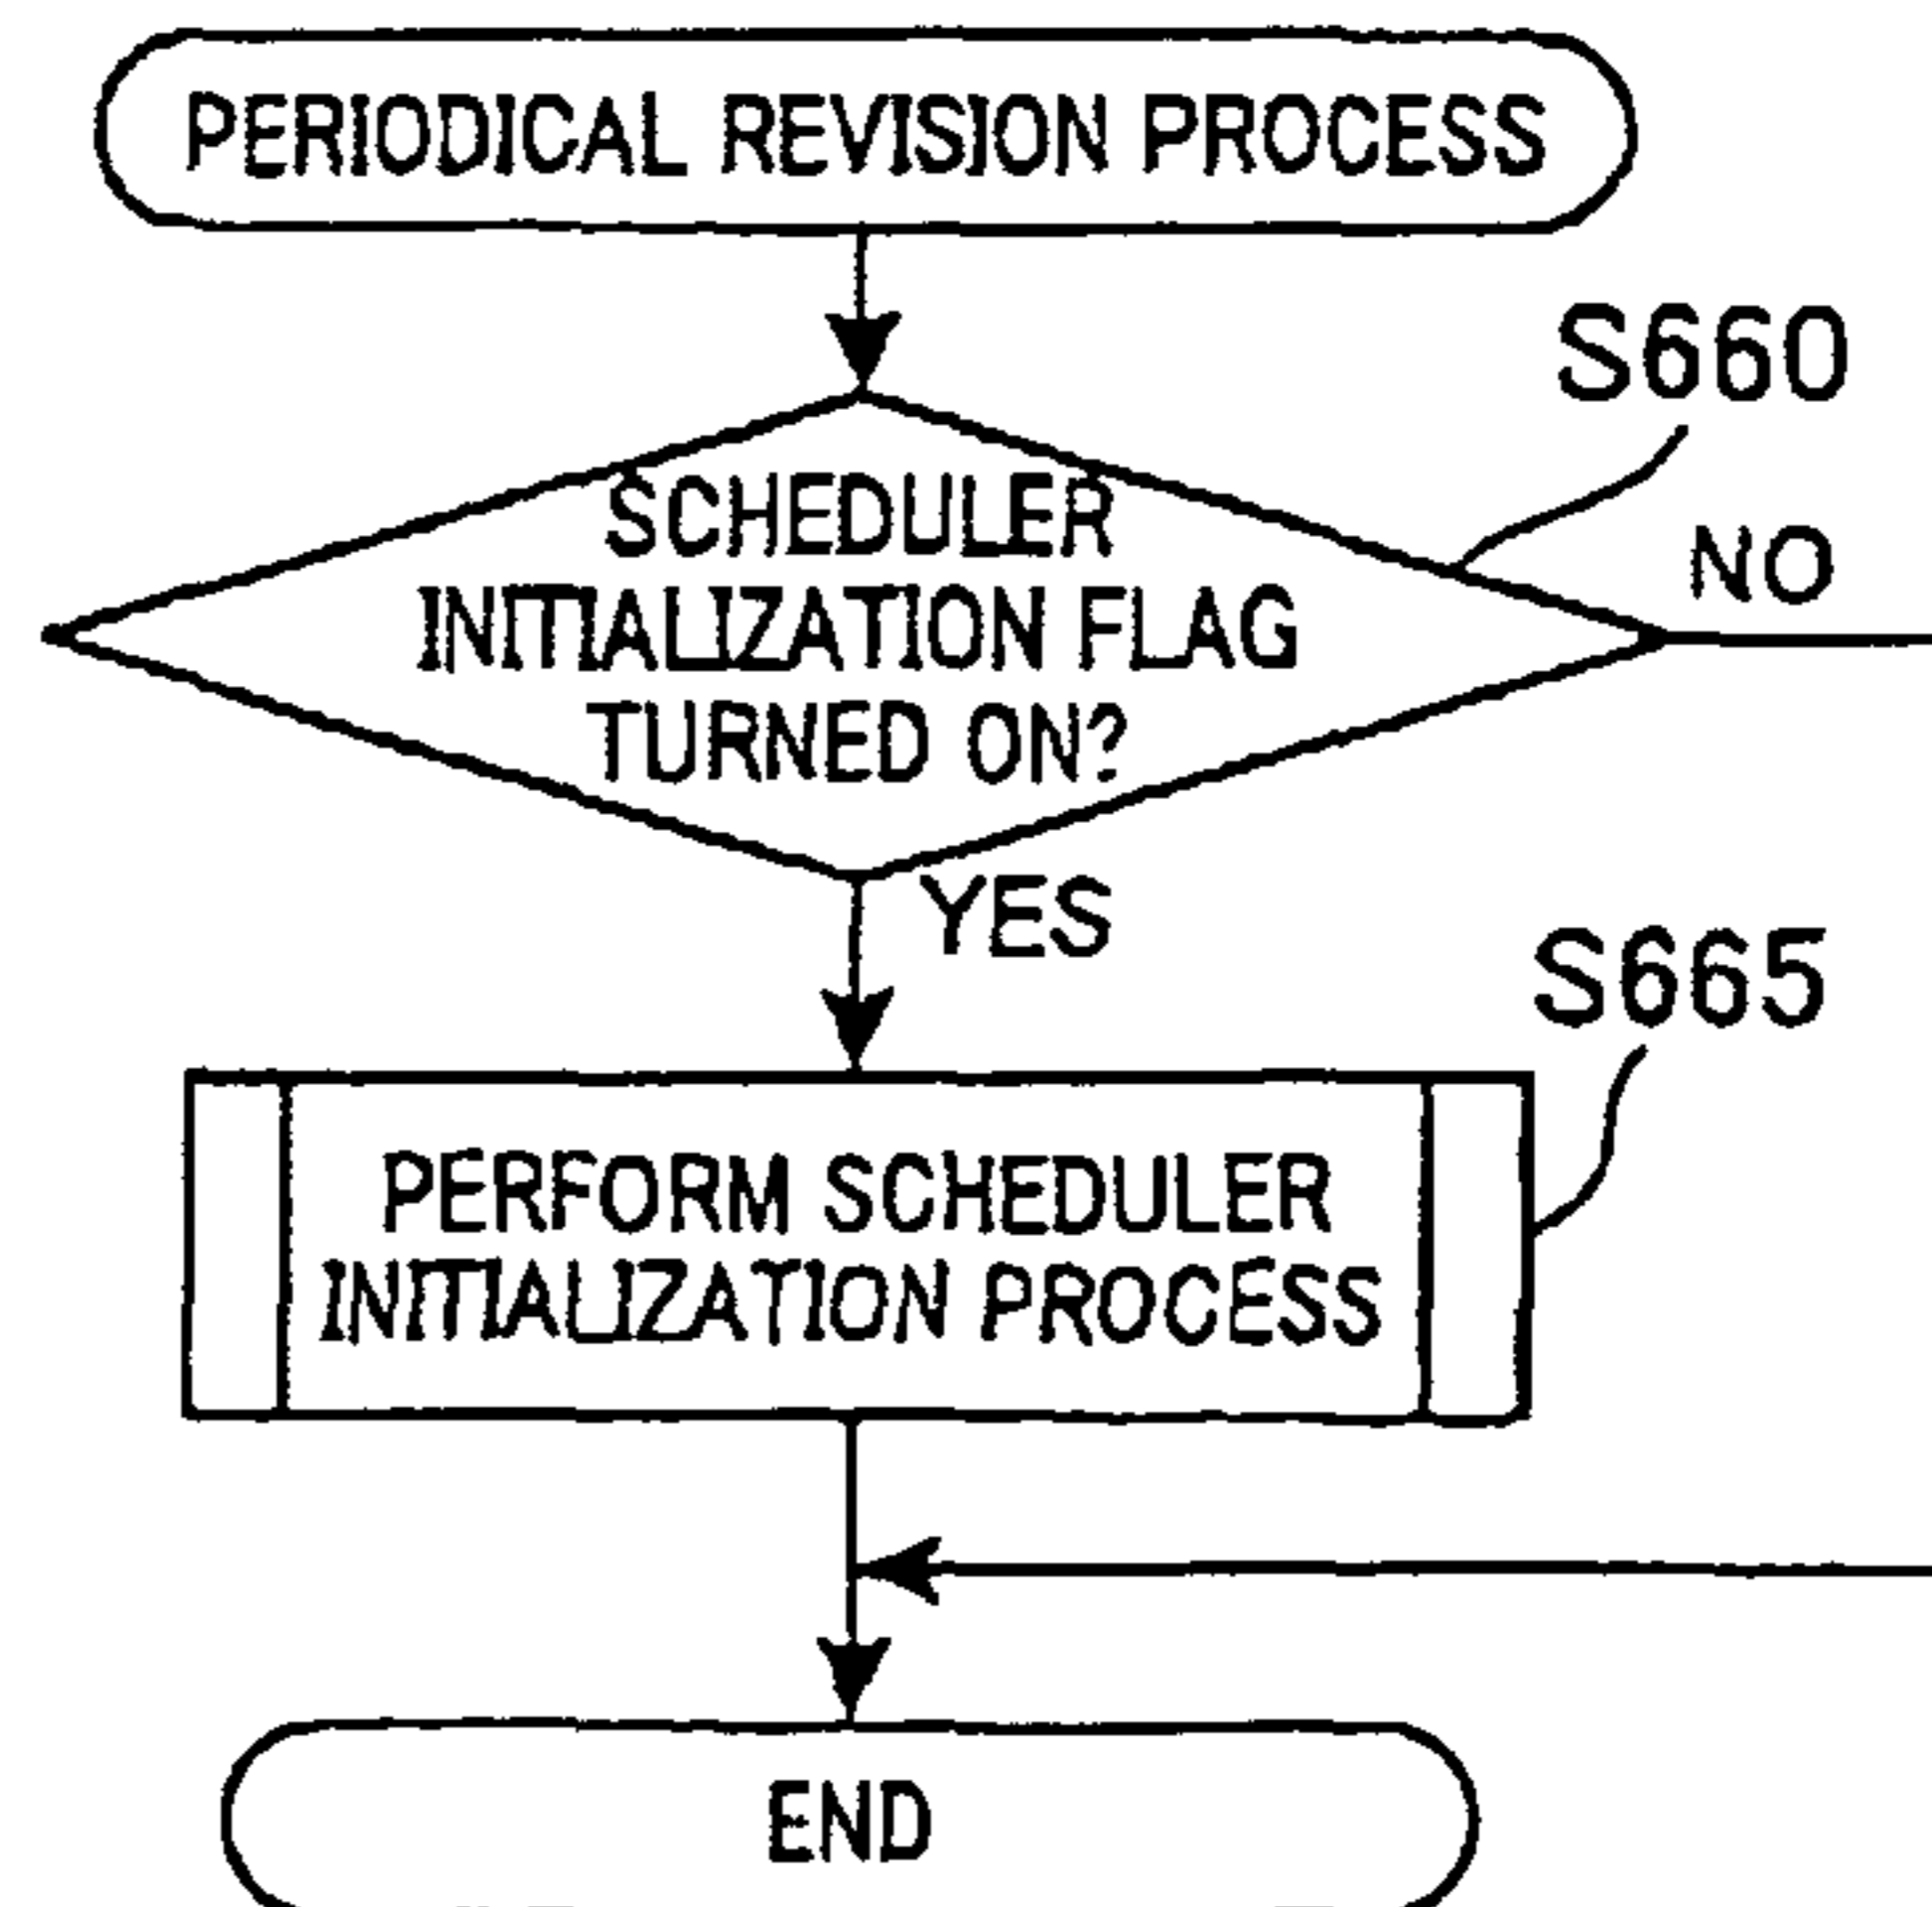 PERIODICAL REVISION PROCESS
S660
SCHEDULER
INITIALIZATION FLAG
TURNED ON?
NO
YES
S665
PERFORM SCHEDULER
INITIALIZATION PROCESS
END